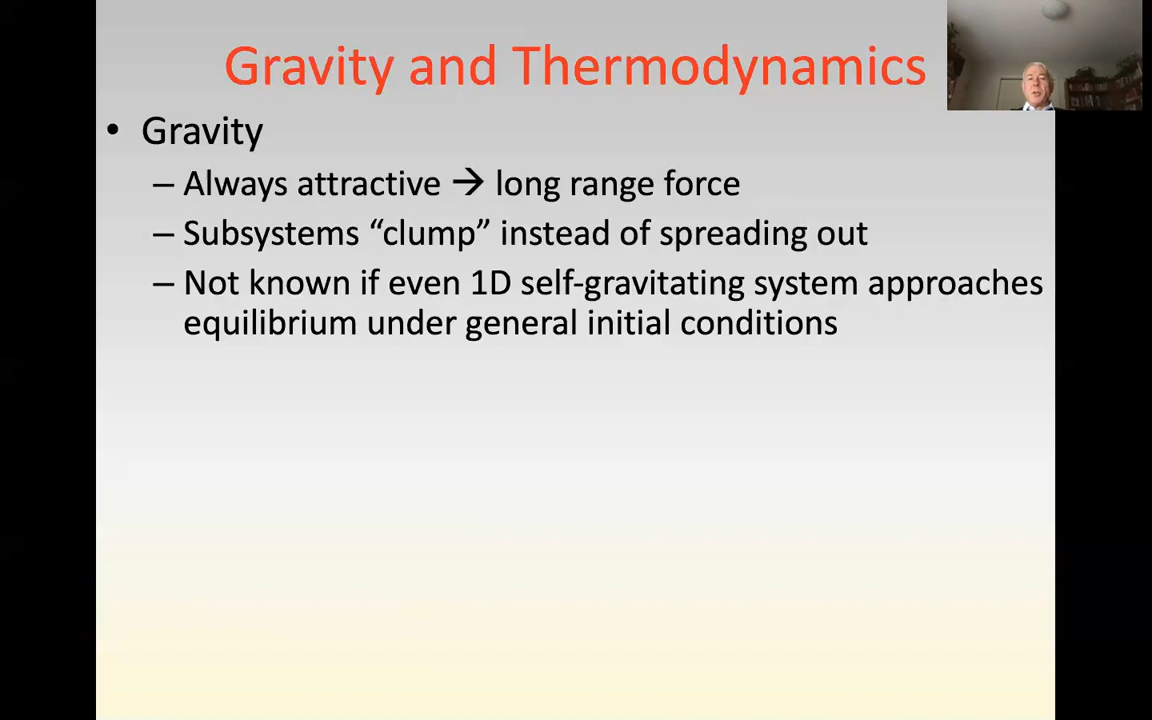 Gravity and Thermodynamics
• Gravity
– Always attractive → long range force
– Subsystems “clump” instead of spreading out
– Not known if even 1D self-gravitating system approaches
equilibrium under general initial conditions